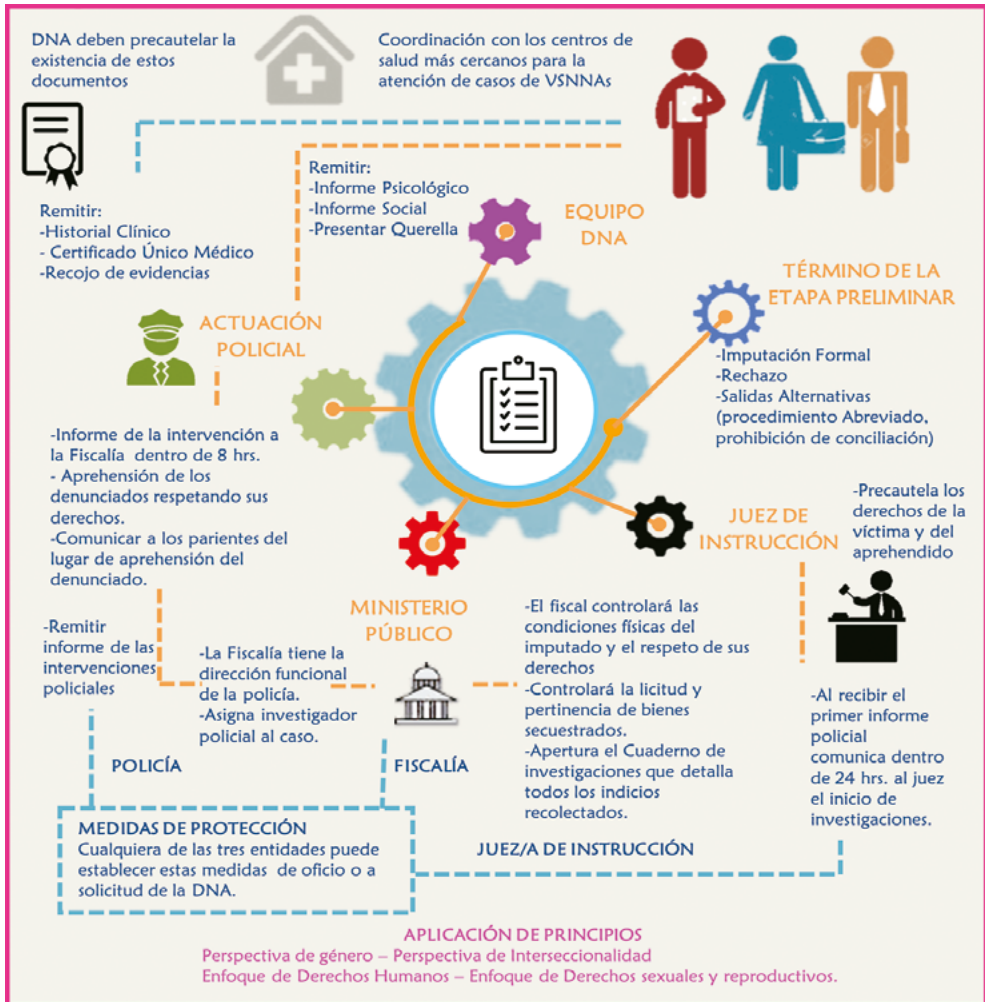 DNA deben precautelar la
existencia de estos
documentos
Coordinación con los centros de
salud más cercanos para la
atención de casos de VSNNAs
Remitir:
-Historial Clínico
- Certificado Único Médico
-Recojo de evidencias
Remitir:
-Informe Psicológico
-Informe Social
-Presentar Querella
EQUIPO
DNA
TÉRMINO DE LA
ETAPA PRELIMINAR
-Imputación Formal
-Rechazo
-Salidas Alternativas
(procedimiento Abreviado,
prohibición de conciliación)
ACTUACIÓN
POLICIAL
-Informe de la intervención a
la Fiscalía dentro de 8 hrs.
- Aprehensión de los
denunciados respetando sus
derechos.
-Comunicar a los parientes del
lugar de aprehensión del
denunciado.
JUEZ DE
INSTRUCCIÓN
-Precautela los
derechos de la
víctima y del
aprehendido
MINISTERIO
PÚBLICO
-Remitir
informe de las
intervenciones
policiales
-La Fiscalía tiene la
dirección funcional
de la policía.
-Asigna investigador
policial al caso.
-El fiscal controlará las
condiciones físicas del
imputado y el respeto de sus
derechos
-Controlará la licitud y
pertinencia de bienes
secuestrados.
-Apertura el Cuaderno de
investigaciones que detalla
todos los indicios
recolectados.
-Al recibir el
primer informe
policial
comunica dentro
de 24 hrs. al juez
el inicio de
investigaciones.
POLICÍA
FISCALÍA
MEDIDAS DE PROTECCIÓN
Cualquiera de las tres entidades puede
establecer estas medidas de oficio o a
solicitud de la DNA.
JUEZ/A DE INSTRUCCIÓN
APLICACIÓN DE PRINCIPIOS
Perspectiva de género – Perspectiva de Interseccionalidad
Enfoque de Derechos Humanos – Enfoque de Derechos sexuales y reproductivos.